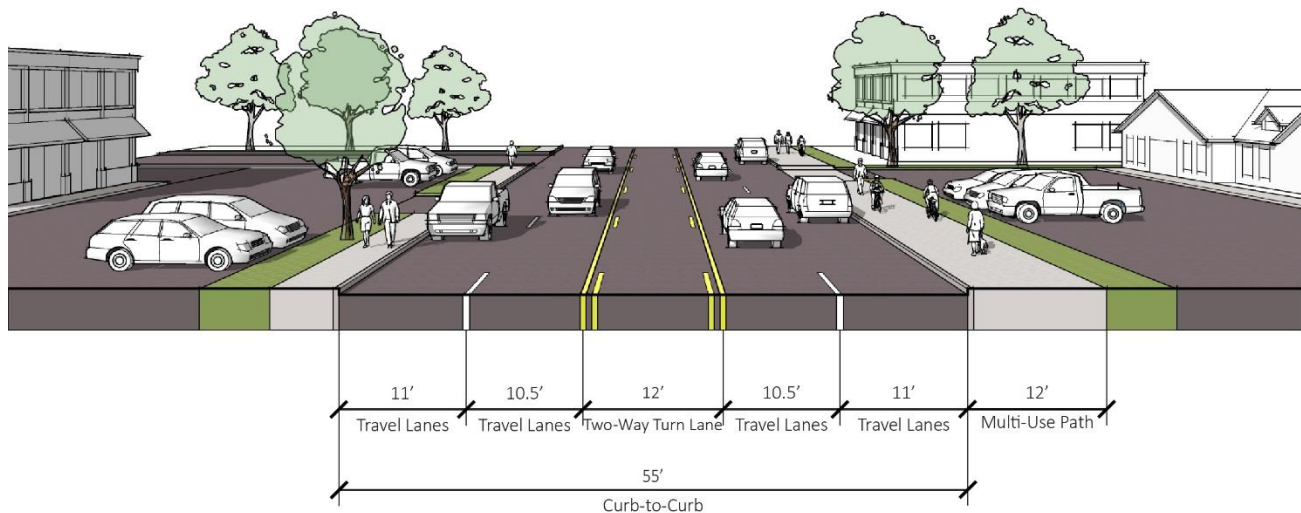 11’
10.5’
12’
10.5’
11’
12’
Travel Lanes
Travel Lanes
Two-Way Turn Lane
Travel Lanes
Travel Lanes
Multi-Use Path
55’
Curb-to-Curb